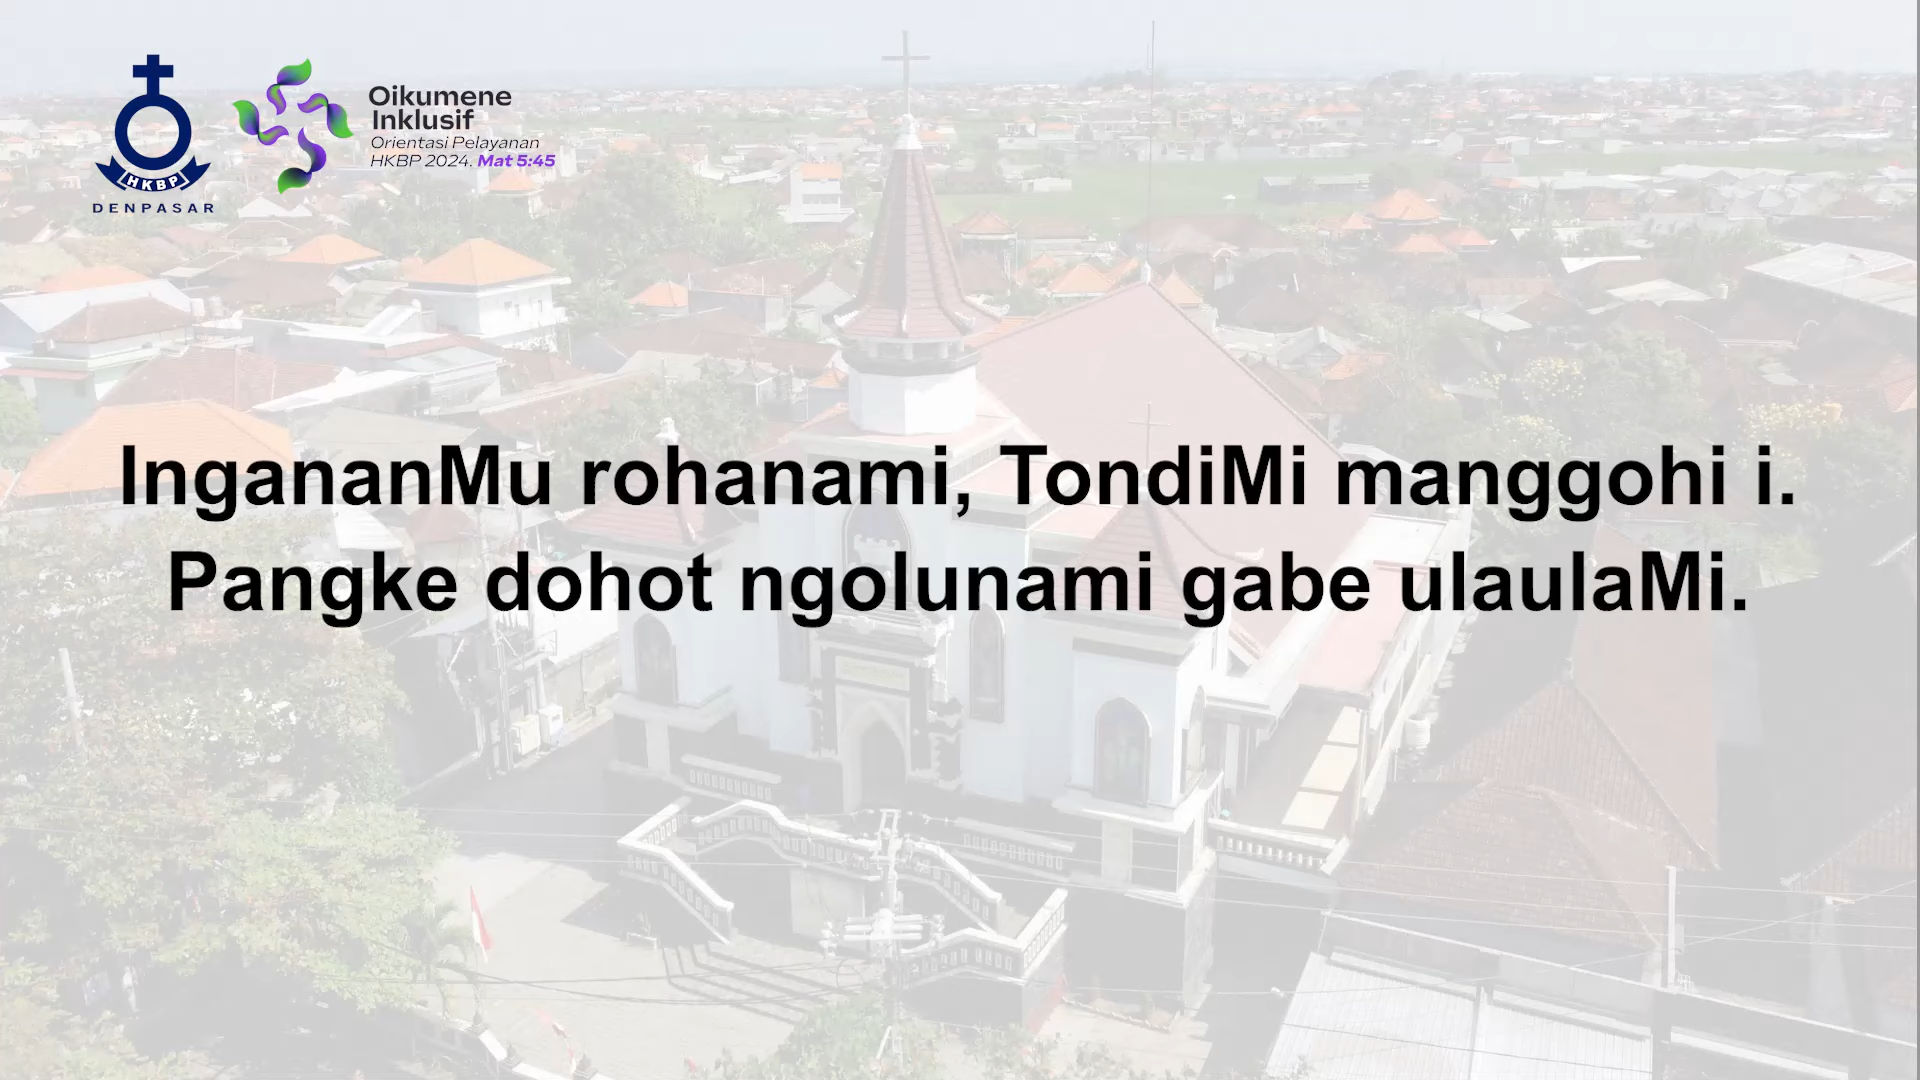 HKBP
DENPASAR
Oikumene
Inklusif
Orientasi Pelayanan
HKBP 2024. Mat 5:45
IngananMu rohanami, TondiMi manggohi i.
Pangke dohot ngolunami gabe ulaulaMi.